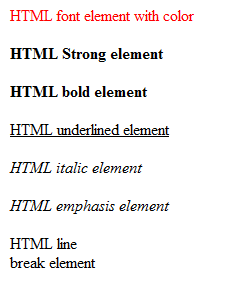 HTML font element with color
HTML Strong element
HTML bold element
HTML underlined element
HTML italic element
HTML emphasis element
HTML line
break element